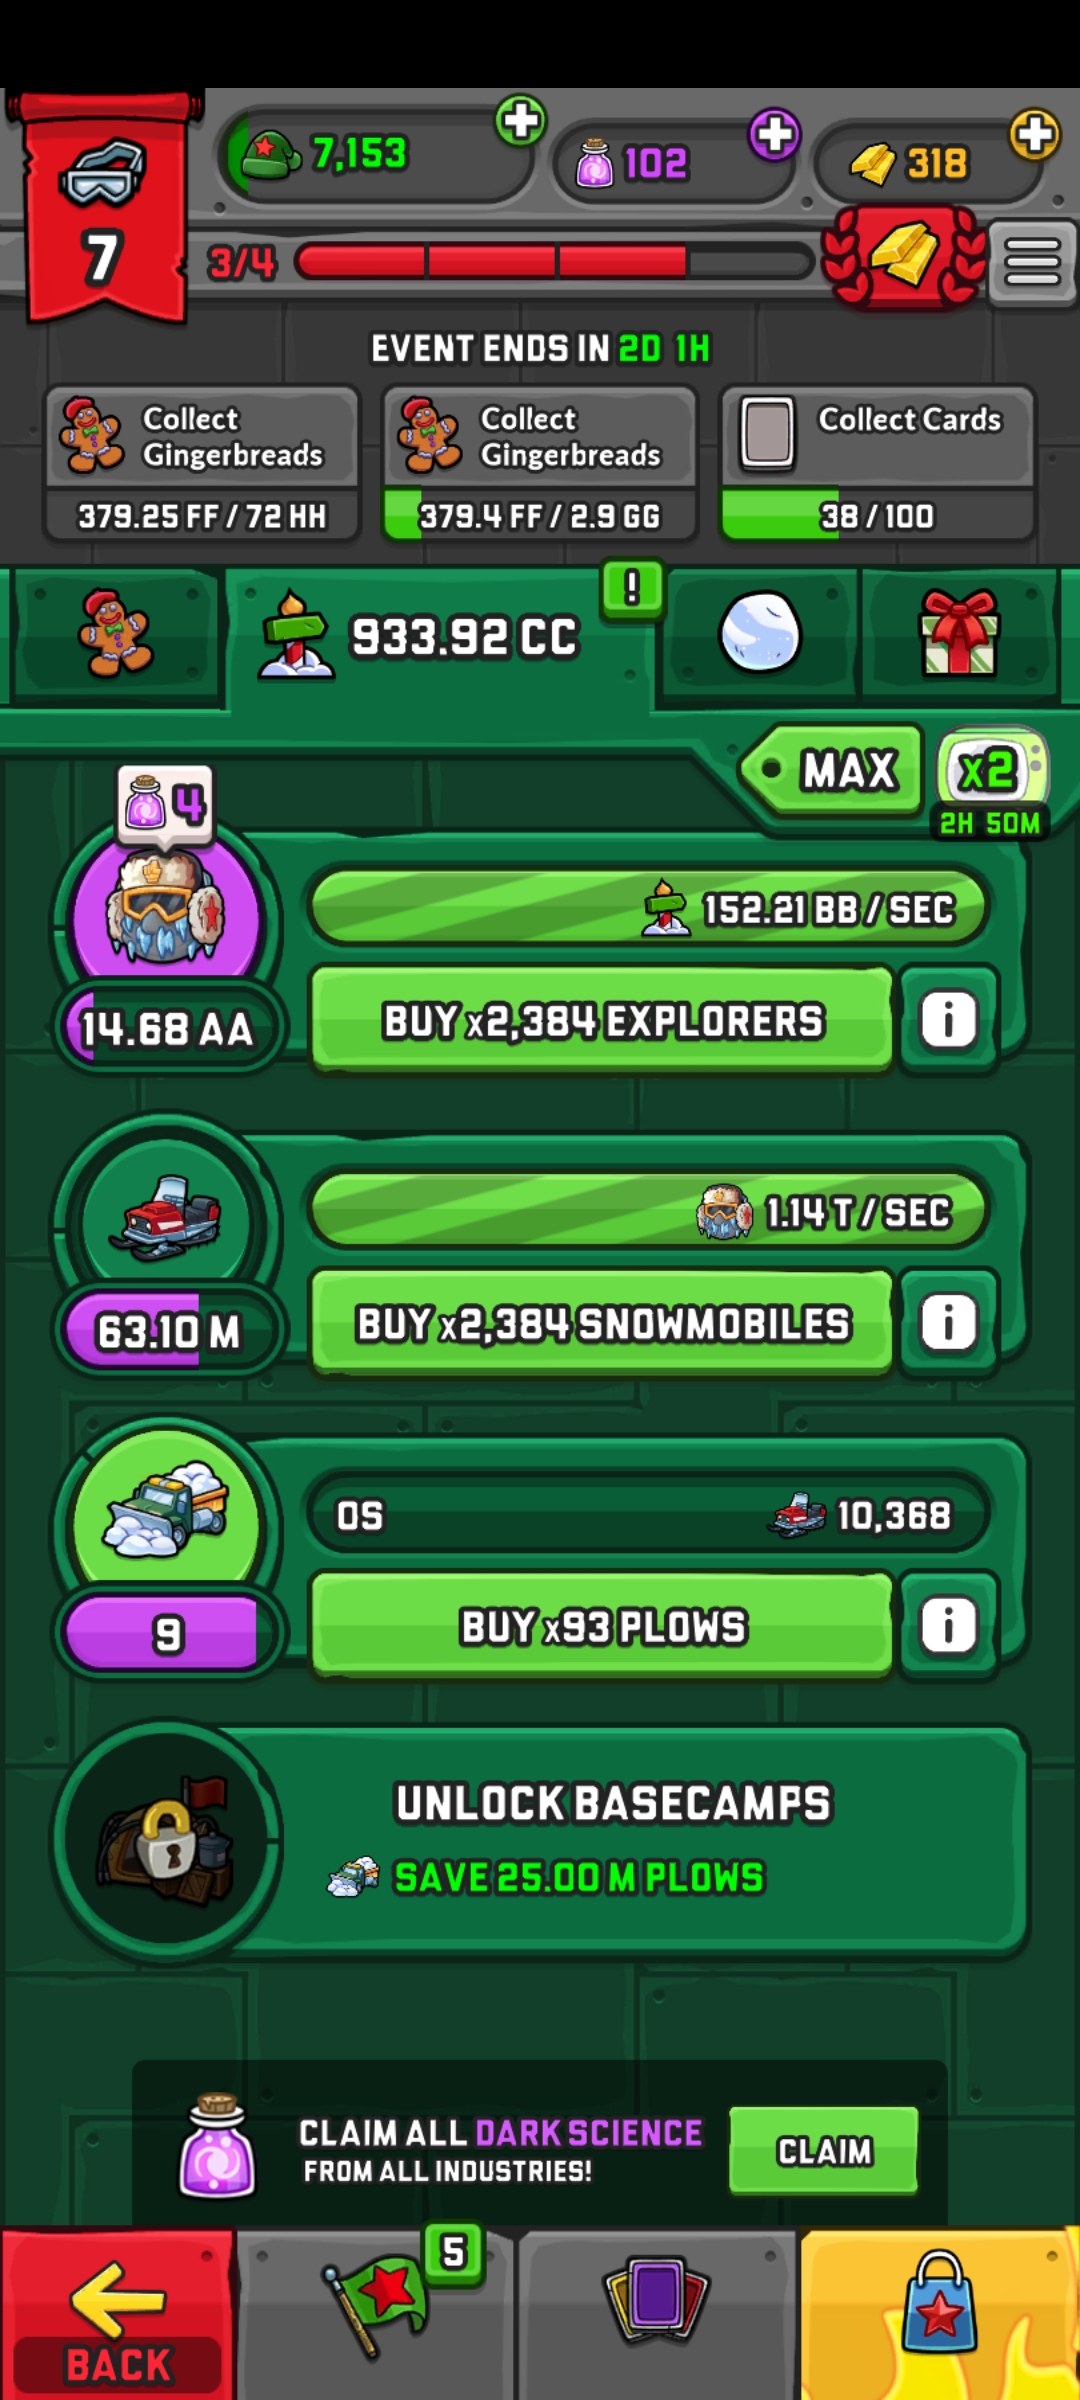 7,153
102
318
7
3/4
EVENT ENDS IN 2D 1H
Collect Gingerbreads
379.25 FF / 72 HH
Collect Gingerbreads
379.4 FF / 2.9 GG
Collect Cards
38 / 100
933.92 CC
!
MAX
x2
2H 50M
4
152.21 BB / SEC
14.68 AA
BUY x2,384 EXPLORERS
i
1.14 T / SEC
63.10 M
BUY x2,384 SNOWMOBILES
i
0S
10,368
9
BUY x93 PLOWS
i
UNLOCK BASECAMPS
SAVE 25.00 M PLOWS
CLAIM ALL DARK SCIENCE
FROM ALL INDUSTRIES!
CLAIM
5
BACK